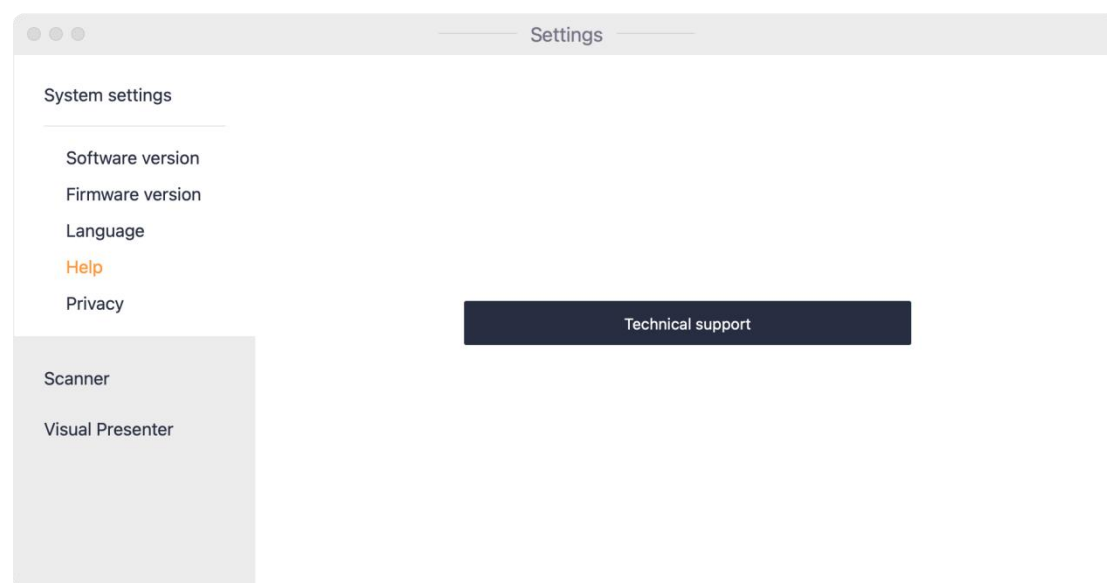 Settings
System settings
Software version
Firmware version
Language
Help
Privacy
Technical support
Scanner
Visual Presenter